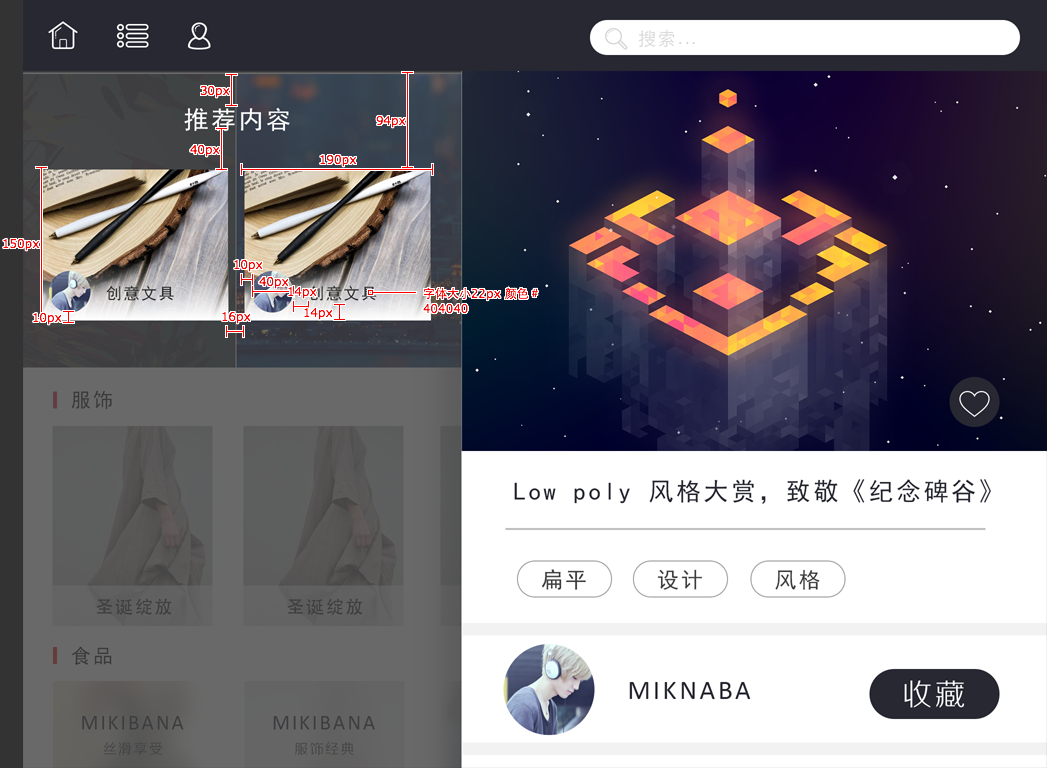 搜索...
30px
推荐内容
94px
40px
190px
150px
10px
40px
14px
创意文具
创意文具
字体大小22px 颜色#
404040
10px
16px
14px
服饰
圣诞绽放
圣诞绽放
食品
MIKIBANA
丝滑享受
MIKIBANA
服饰经典
Low poly 风格大赏，致敬《纪念碑谷》
扁平
设计
风格
MIKNABA
收藏